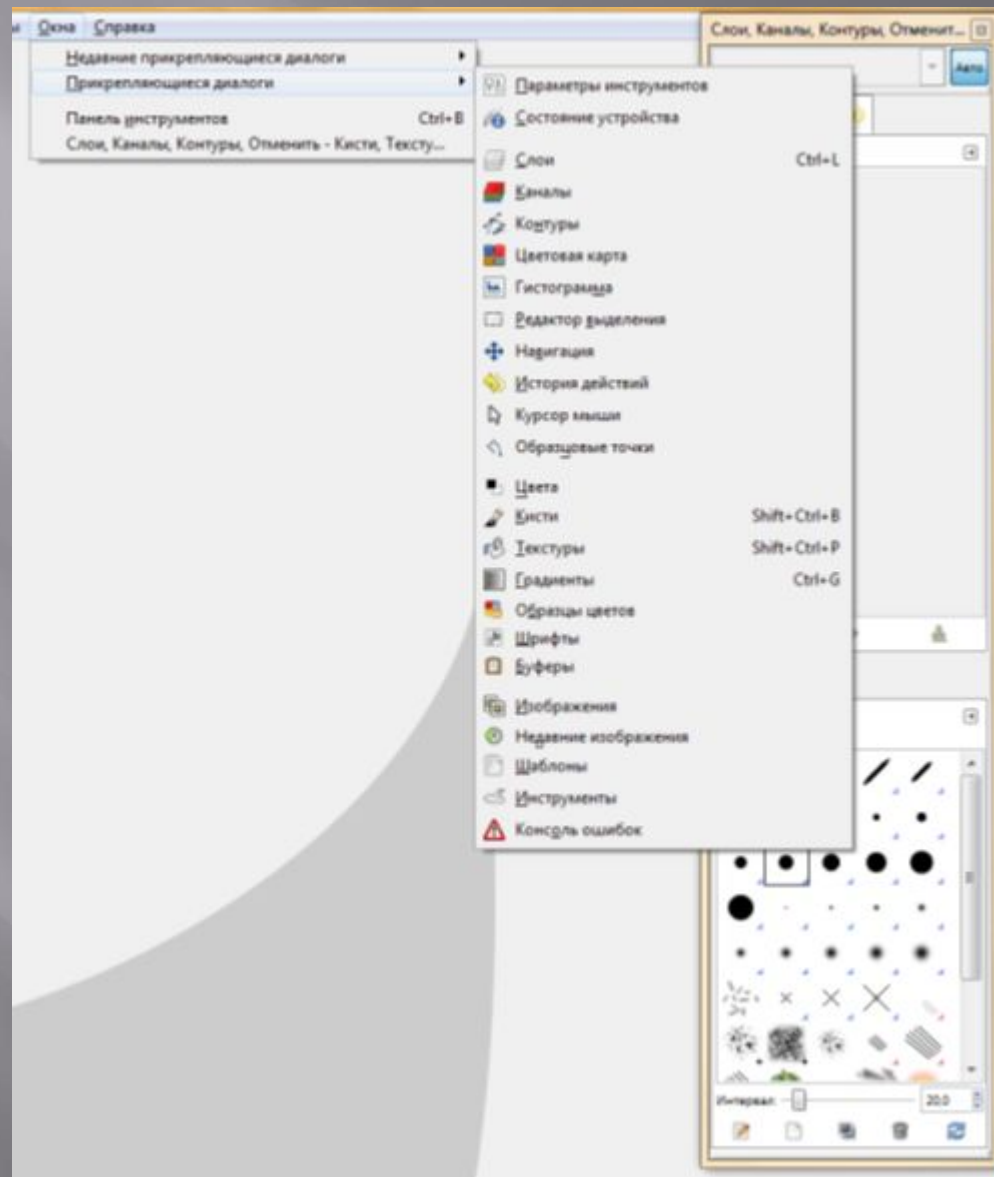 Окна Справка
Недавние прикрепляющиеся диалоги
Прикрепляющиеся диалоги
Панель инструментов Ctrl+B
Слои, Каналы, Контуры, Отменить - Кисти, Тексту...
Параметры инструментов
Состояние устройства
Слои Ctrl+L
Каналы
Контуры
Цветовая карта
Гистограмма
Редактор выделения
Навигация
История действий
Курсор мыши
Образцовые точки
Цвета
Кисти Shift+Ctrl+B
Текстуры Shift+Ctrl+P
Градиенты Ctrl+G
Образцы цветов
Шрифты
Буферы
Изображения
Недавние изображения
Шаблоны
Инструменты
Консоль ошибок
Слои, Каналы, Контуры, Отменит...
Авто
Интервал: 20,0